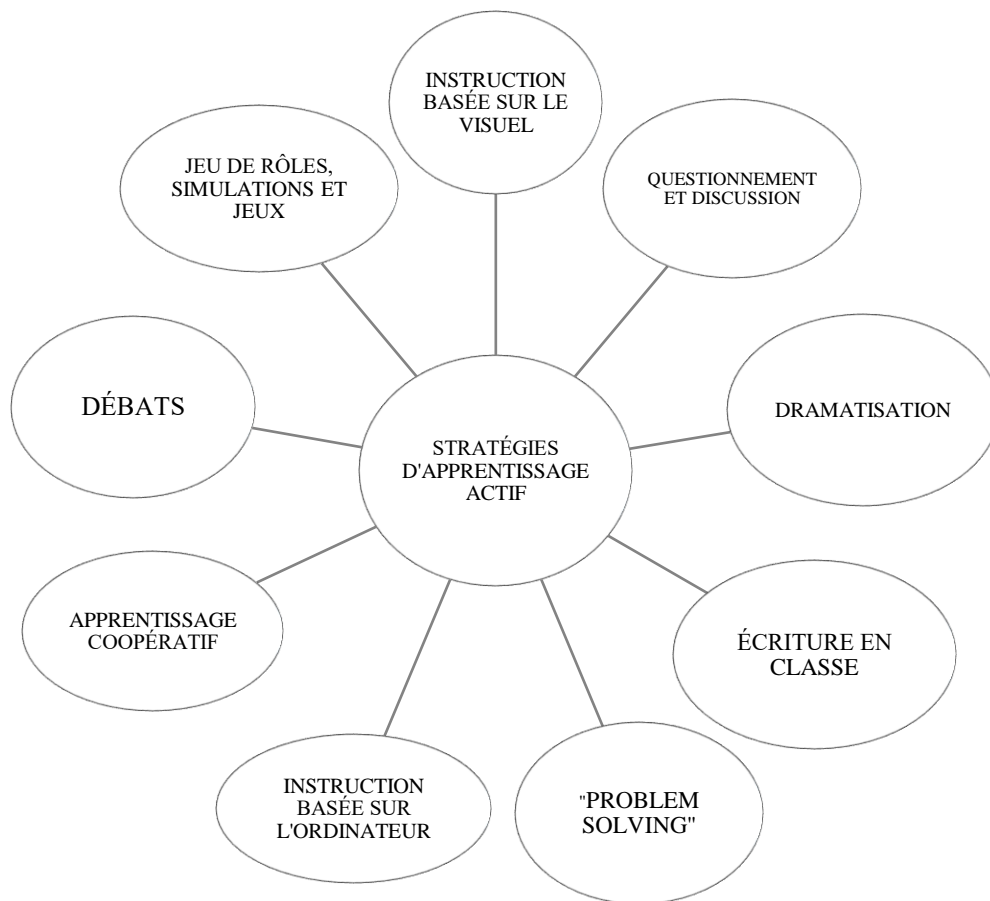 INSTRUCTION
BASÉE SUR LE
VISUEL
JEU DE RÔLES,
SIMULATIONS ET
JEUX
QUESTIONNEMENT
ET DISCUSSION
DÉBATS
DRAMATISATION
STRATÉGIES
D'APPRENTISSAGE
ACTIF
APPRENTISSAGE
COOPÉRATIF
ÉCRITURE EN
CLASSE
INSTRUCTION
BASÉE SUR
L'ORDINATEUR
"PROBLEM
SOLVING"